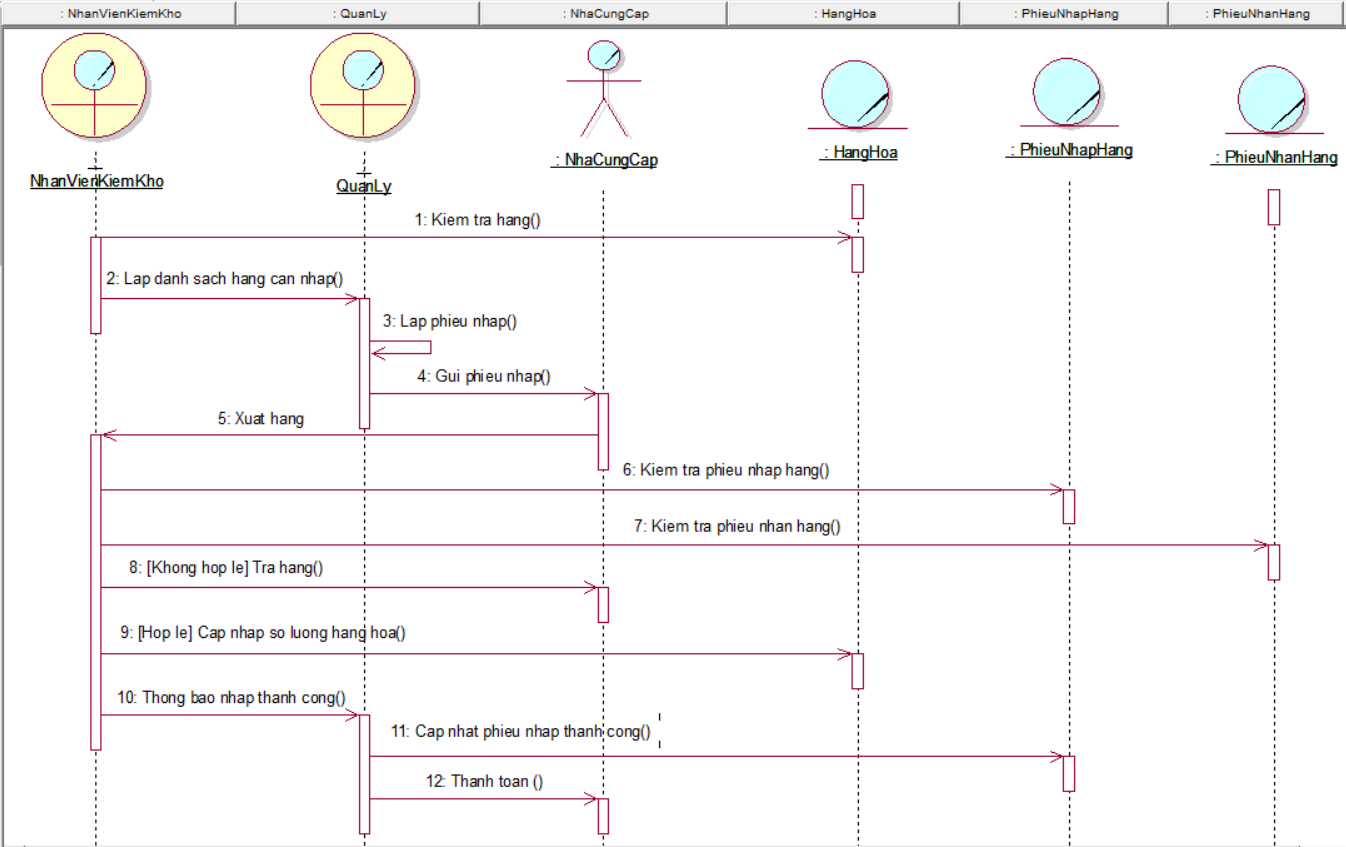 : NhanVienKiemKho
: QuanLy
: NhaCungCap
: HangHoa
: PhieuNhapHang
: PhieuNhanHang
: NhaCungCap
: HangHoa
: PhieuNhapHang
: PhieuNhanHang
NhanVienKiemKho
QuanLy
1: Kiem tra hang()
2: Lap danh sach hang can nhap()
3: Lap phieu nhap()
4: Gui phieu nhap()
5: Xuat hang
6: Kiem tra phieu nhap hang()
7: Kiem tra phieu nhan hang()
8: [Khong hop le] Tra hang()
9: [Hop le] Cap nhap so luong hang hoa()
10: Thong bao nhap thanh cong()
11: Cap nhat phieu nhap thanh cong()
12: Thanh toan ()